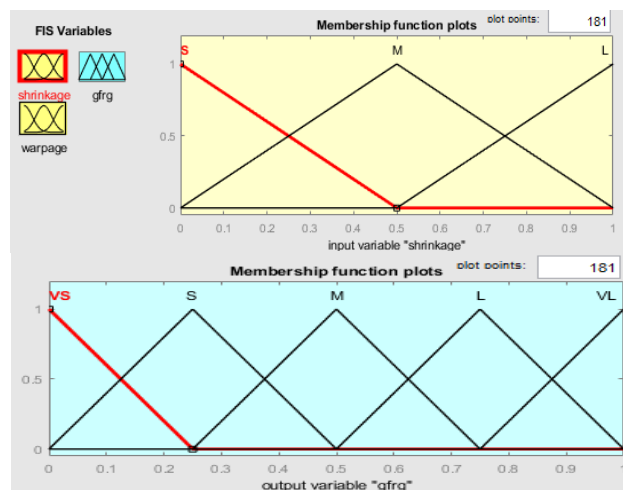 FIS Variables
shrinkage
gfrg
warpage
Membership function plots plot points: 181
S M L
1
0.5
0
0 0.1 0.2 0.3 0.4 0.5 0.6 0.7 0.8 0.9 1
input variable "shrinkage"
Membership function plots plot points: 181
VS S M L VL
1
0.5
0
0 0.1 0.2 0.3 0.4 0.5 0.6 0.7 0.8 0.9 1
output variable "gfrg"